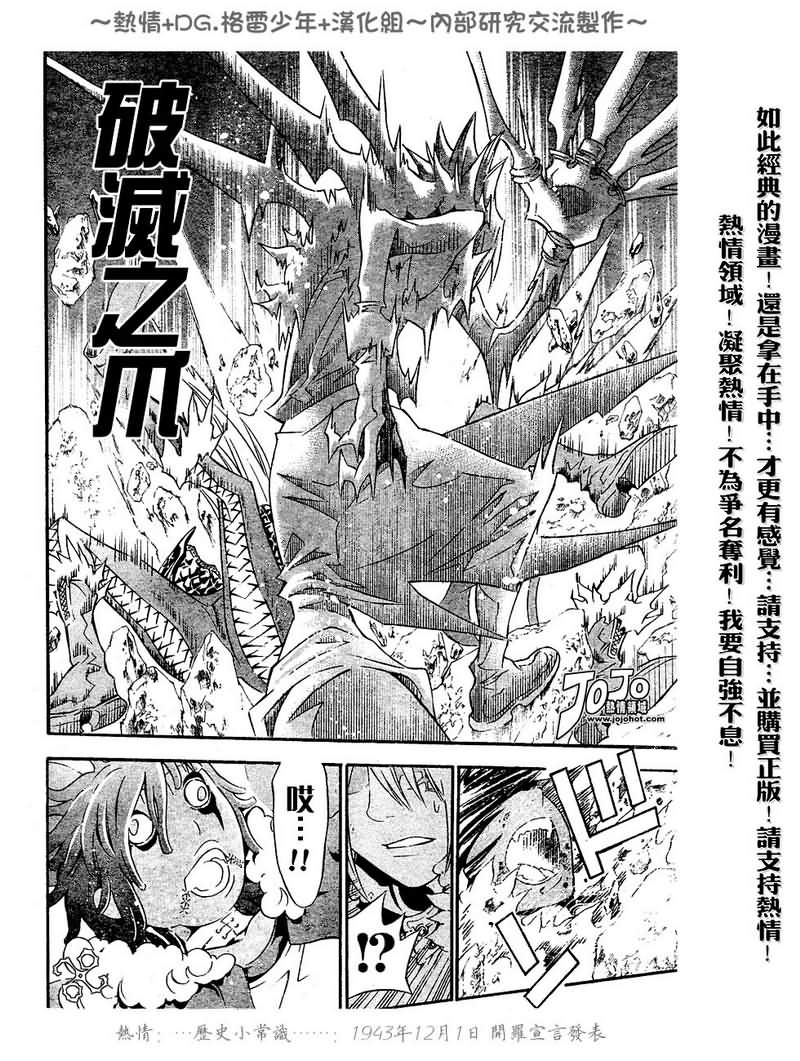 ～熱情+DG.格雷少年+漢化組～內部研究交流製作～
如此經典的漫畫！還是拿在手中…才更有感覺…請支持…並購買正版！請支持熱情！
熱情領域！凝聚熱情！不為爭名奪利！我要自強不息！
破滅之爪
JOJO
熱情領域
www.jojohot.com
ドドド
!?
哎…!!
熱情：…歷史小常識……：1943年12月1日 開羅宣言發表